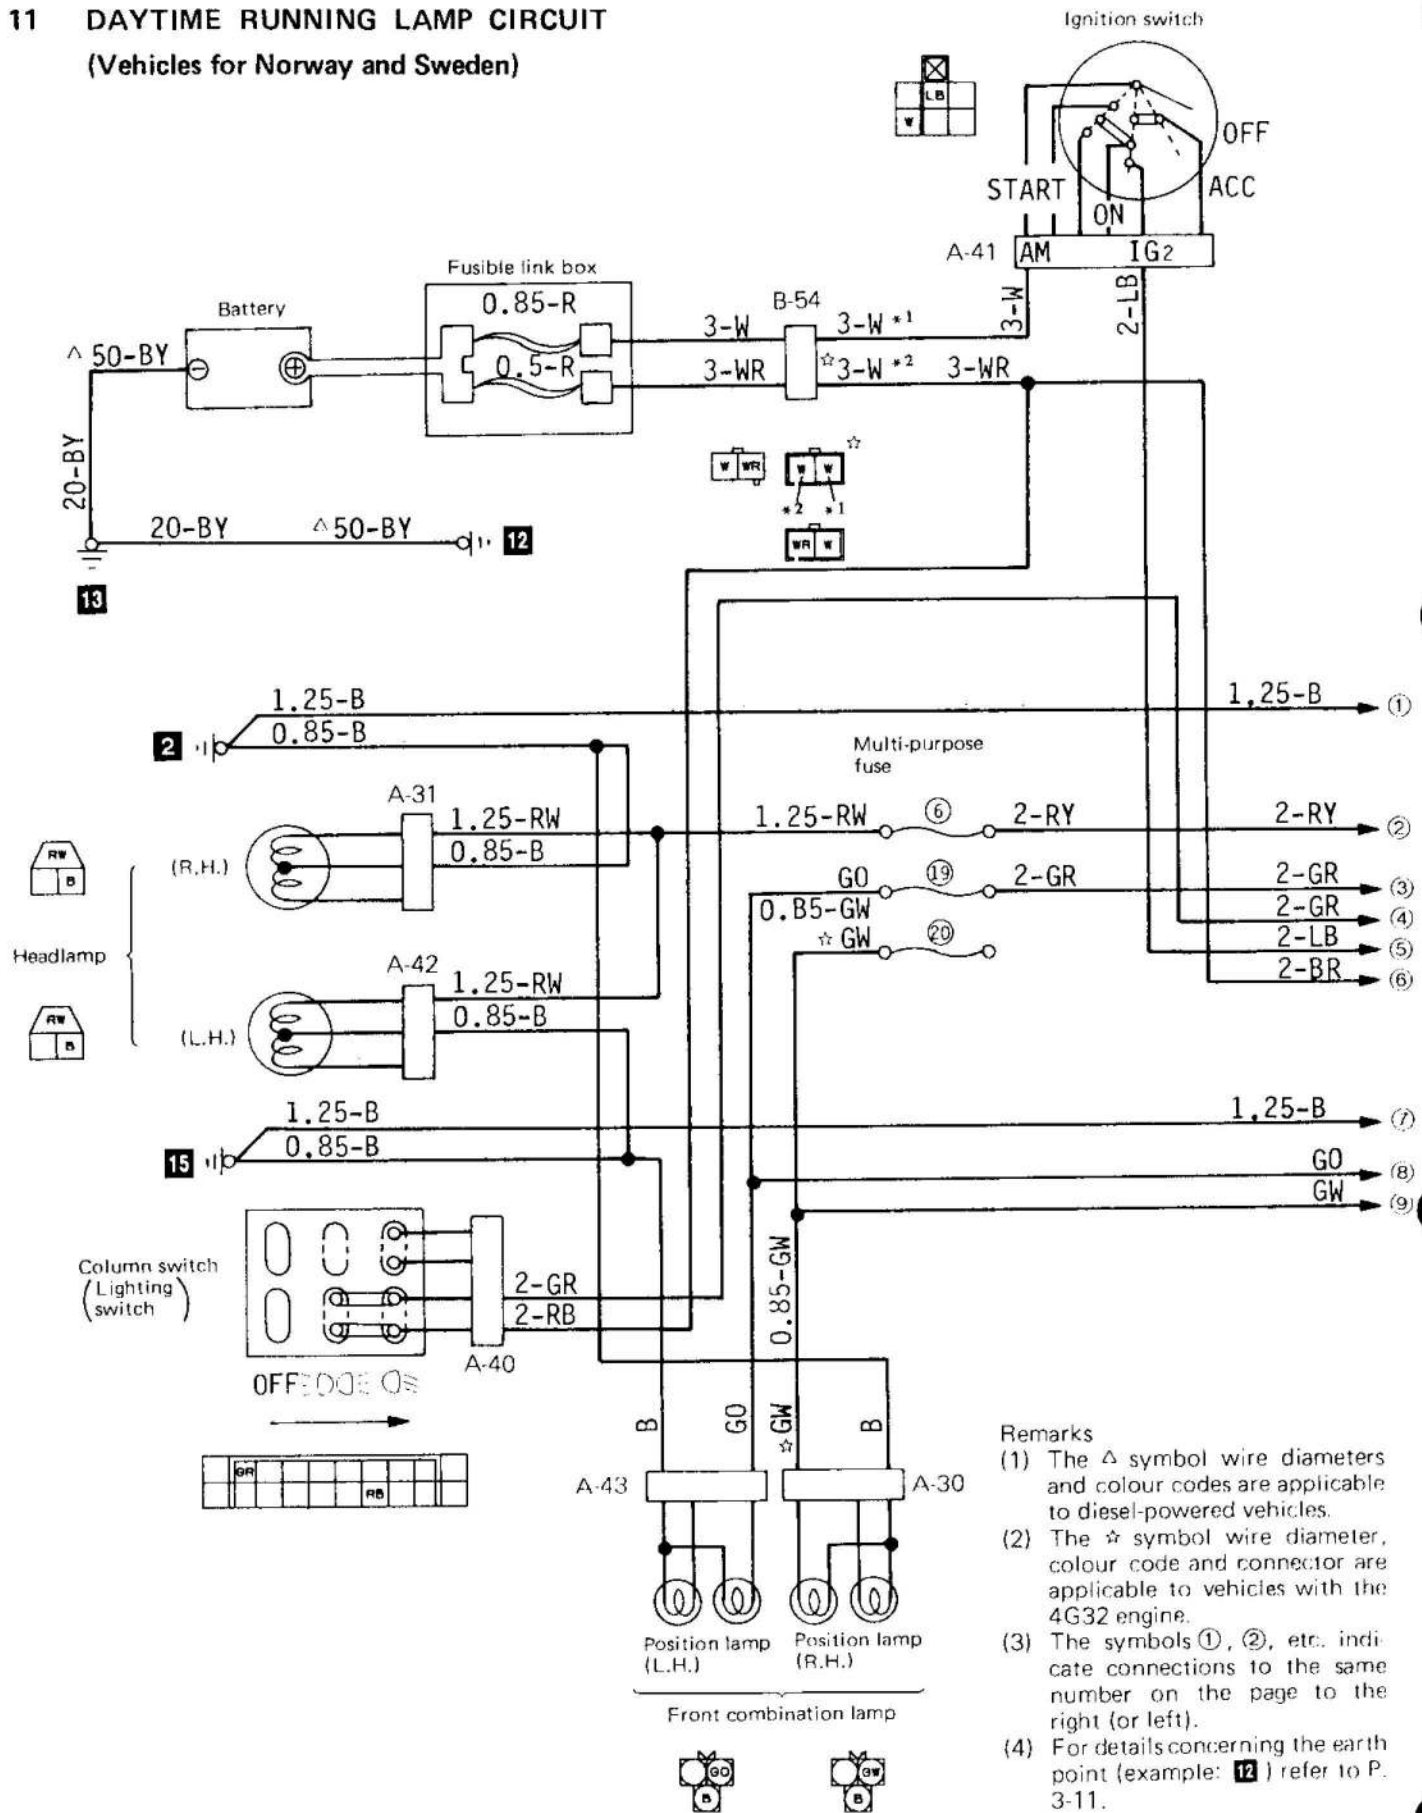 11 DAYTIME RUNNING LAMP CIRCUIT
(Vehicles for Norway and Sweden)
Ignition switch
LB
W
OFF
START
ACC
ON
A-41
AM
IG2
Fusible link box
Battery
0.85-R
0.5-R
B-54
3-W
3-W *1
3-WR
☆3-W *2
3-WR
3-W
2-LB
△ 50-BY
20-BY
W WR
W W ☆
*2 *1
WR W
20-BY
△50-BY
12
13
1.25-B
1,25-B ①
2
0.85-B
Multi-purpose
fuse
A-31
1.25-RW
1.25-RW
⑥
2-RY
2-RY ②
0.85-B
RW
B
(R.H.)
GO
⑲
2-GR
2-GR ③
0.B5-GW
2-GR ④
☆ GW
⑳
2-LB ⑤
2-BR ⑥
Headlamp
A-42
1.25-RW
0.85-B
RW
B
(L.H.)
1.25-B
1,25-B ⑦
15
0.85-B
GO ⑧
GW ⑨
Column switch
(Lighting
switch)
2-GR
2-RB
A-40
0.85-GW
OFF
GR
RB
B
GO
☆GW
B
A-43
A-30
Position lamp
(L.H.)
Position lamp
(R.H.)
Front combination lamp
GO
B
GW
B
Remarks
(1) The △ symbol wire diameters
and colour codes are applicable
to diesel-powered vehicles.
(2) The ☆ symbol wire diameter,
colour code and connector are
applicable to vehicles with the
4G32 engine.
(3) The symbols ①, ②, etc. indi-
cate connections to the same
number on the page to the
right (or left).
(4) For details concerning the earth
point (example: 12 ) refer to P.
3-11.